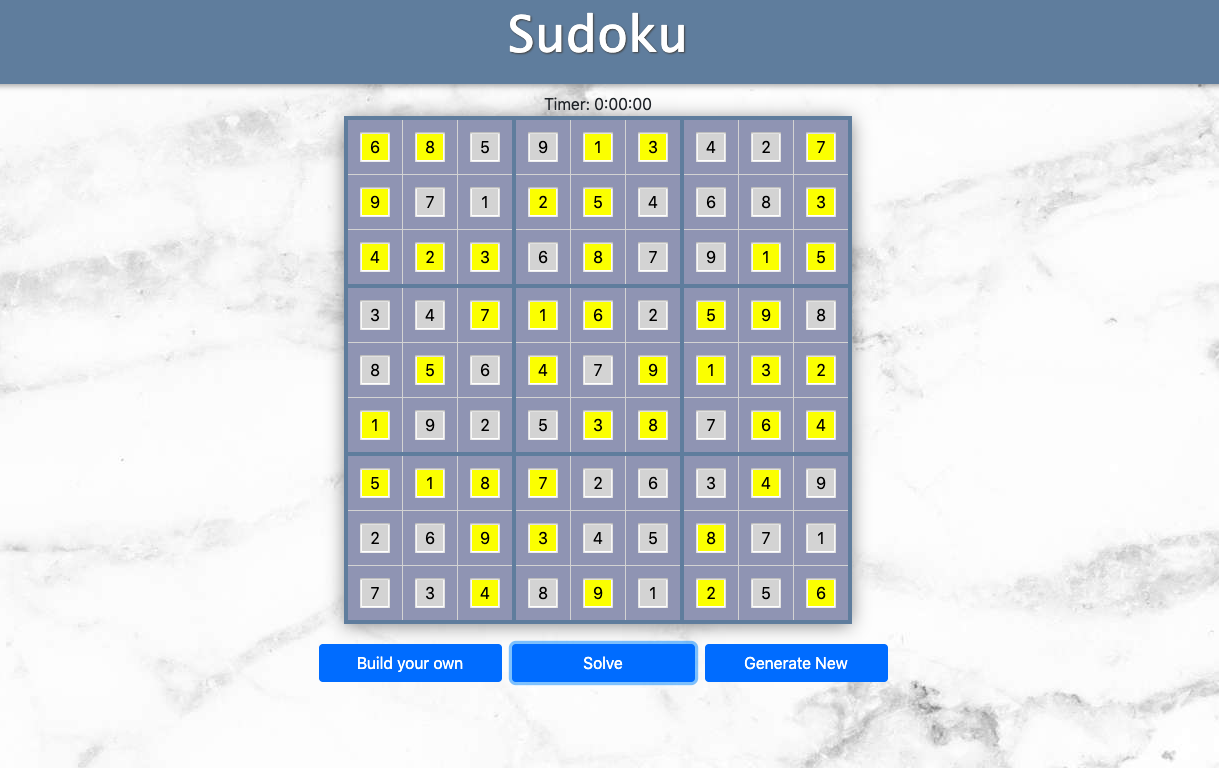 Sudoku
Timer: 0:00:00
6 8 5 9 1 3 4 2 7
9 7 1 2 5 4 6 8 3
4 2 3 6 8 7 9 1 5
3 4 7 1 6 2 5 9 8
8 5 6 4 7 9 1 3 2
1 9 2 5 3 8 7 6 4
5 1 8 7 2 6 3 4 9
2 6 9 3 4 5 8 7 1
7 3 4 8 9 1 2 5 6
Build your own Solve Generate New